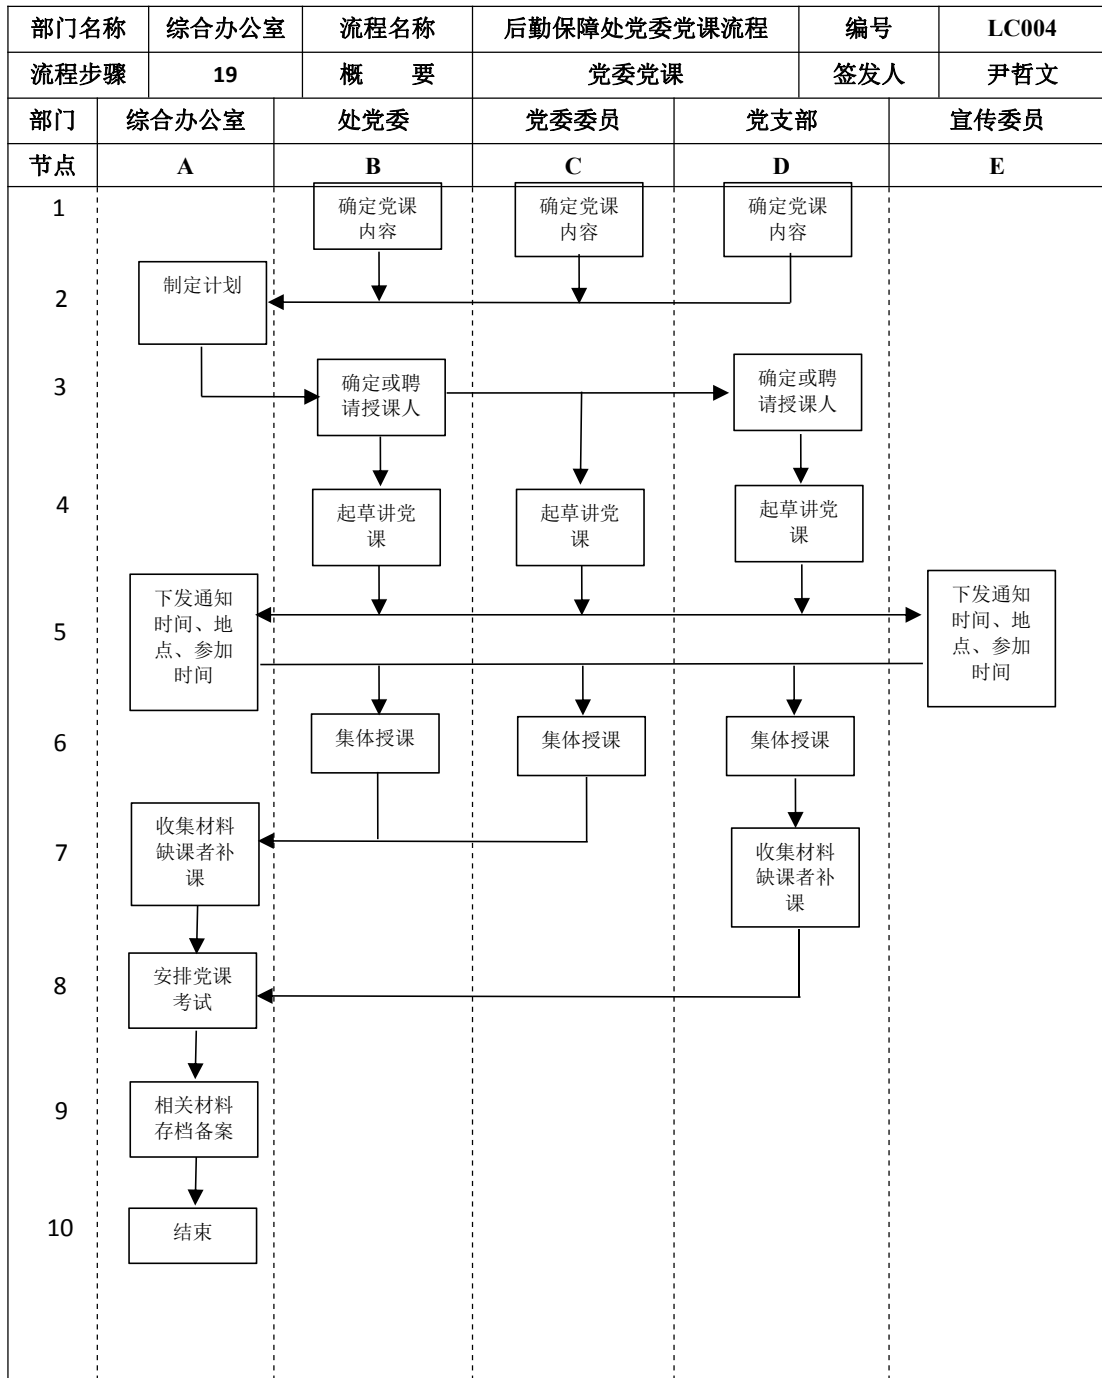 部门名称 综合办公室 流程名称 后勤保障处党委党课流程 编号 LC004
流程步骤 19 概 要 党委党课 签发人 尹哲文
部门 综合办公室 处党委 党委委员 党支部 宣传委员
节点 A B C D E
1
确定党课
内容
确定党课
内容
确定党课
内容
2
制定计划
3
确定或聘
请授课人
确定或聘
请授课人
4
起草讲党
课
起草讲党
课
起草讲党
课
5
下发通知
时间、地
点、参加
时间
下发通知
时间、地
点、参加
时间
6
集体授课
集体授课
集体授课
7
收集材料
缺课者补
课
收集材料
缺课者补
课
8
安排党课
考试
9
相关材料
存档备案
10
结束